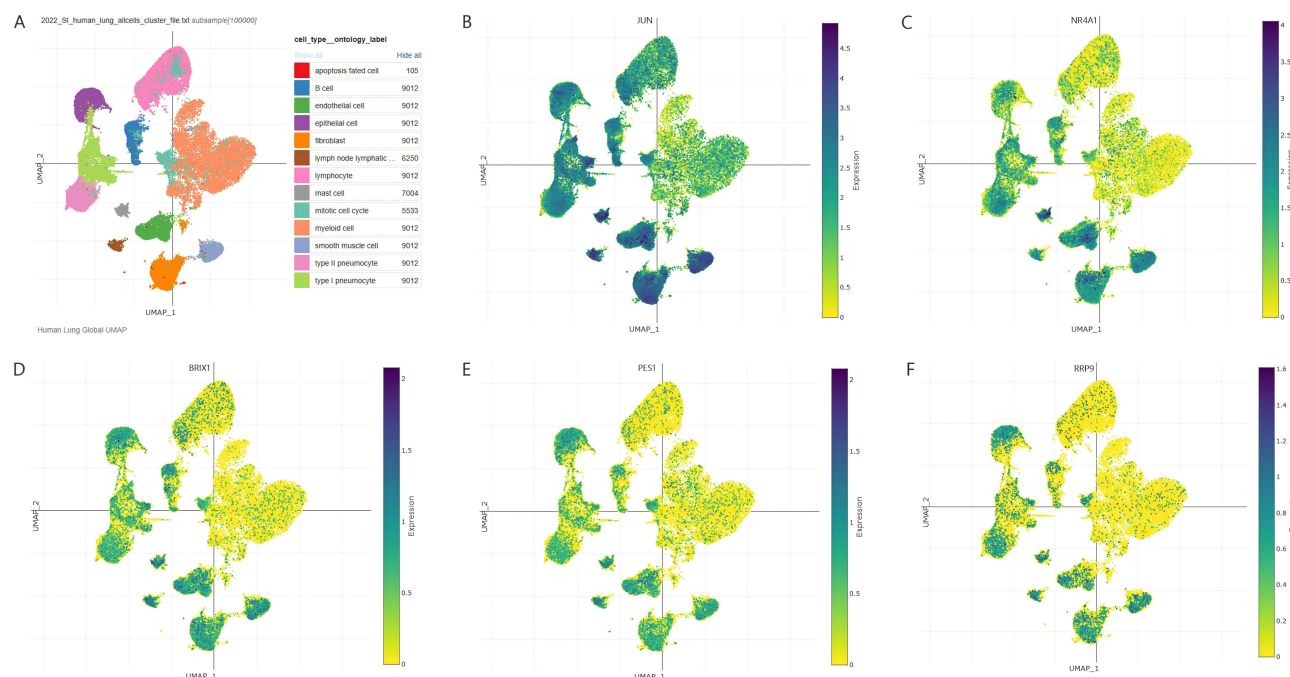 A
2022_SI_human_lung_allcells_cluster_file.txt subsample[100000]
cell_type__ontology_label
Show all Hide all
apoptosis fated cell 105
B cell 9012
endothelial cell 9012
epithelial cell 9012
fibroblast 9012
lymph node lymphatic ... 6250
lymphocyte 9012
mast cell 7004
mitotic cell cycle 5533
myeloid cell 9012
smooth muscle cell 9012
type II pneumocyte 9012
type I pneumocyte 9012
UMAP_2
UMAP_1
Human Lung Global UMAP
B
JUN
UMAP_2
UMAP_1
4.5
4
3.5
3
2.5
2
1.5
1
0.5
0
Expression
C
NR4A1
UMAP_2
UMAP_1
4
3.5
3
2.5
2
1.5
1
0.5
0
Expression
D
BRIX1
UMAP_2
UMAP_1
2
1.5
1
0.5
0
Expression
E
PES1
UMAP_2
UMAP_1
2
1.5
1
0.5
0
Expression
F
RRP9
UMAP_2
UMAP_1
1.6
1.4
1.2
1
0.8
0.6
0.4
0.2
0